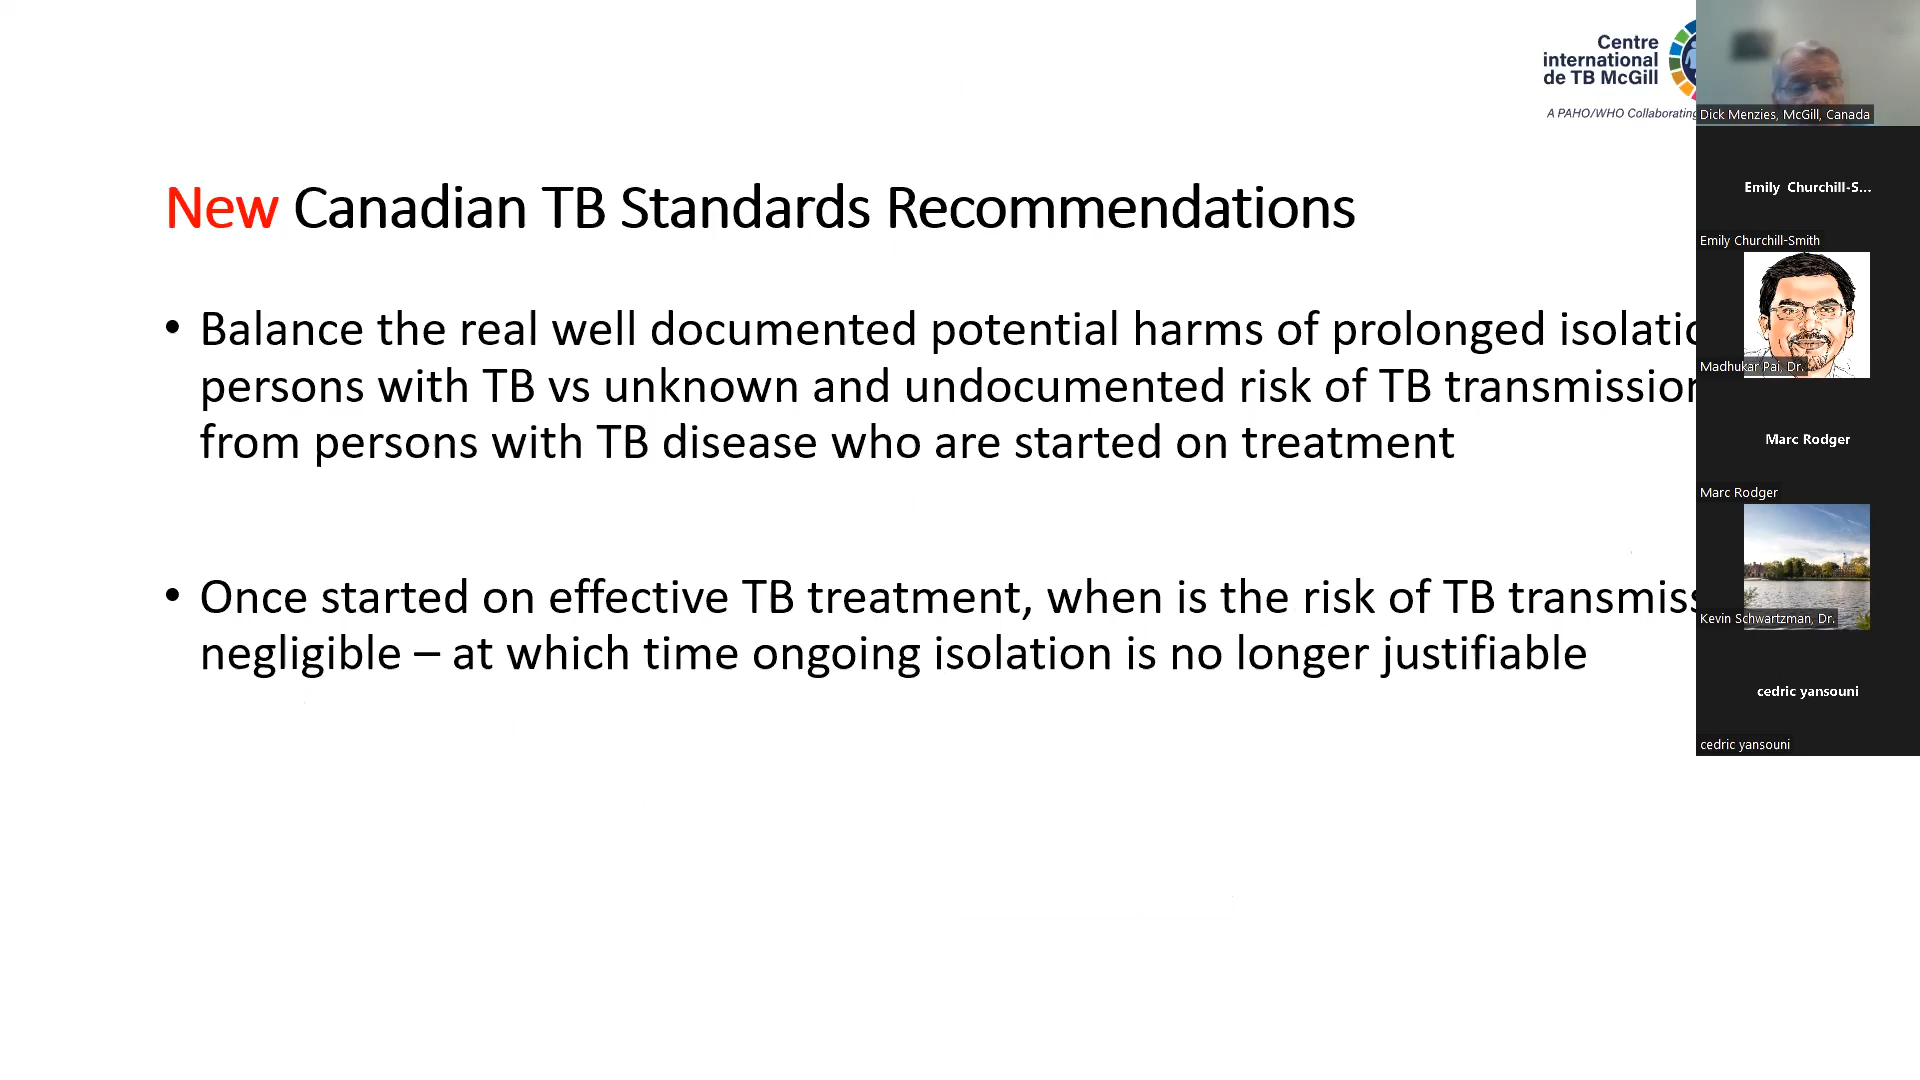 Centre
international
de TB McGill
A PAHO/WHO Collaborating
New Canadian TB Standards Recommendations
• Balance the real well documented potential harms of prolonged
persons with TB vs unknown and undocumented risk of TB transmission
from persons with TB disease who are started on treatment
• Once started on effective TB treatment, when is the risk of TB
negligible – at which time ongoing isolation is no longer justifiable
Dick Menzies, McGill, Canada
Emily Churchill-S...
Emily Churchill-Smith
Madhukar Pai, Dr.
Marc Rodger
Marc Rodger
Kevin Schwartzman, Dr.
cedric yansouni
cedric yansouni